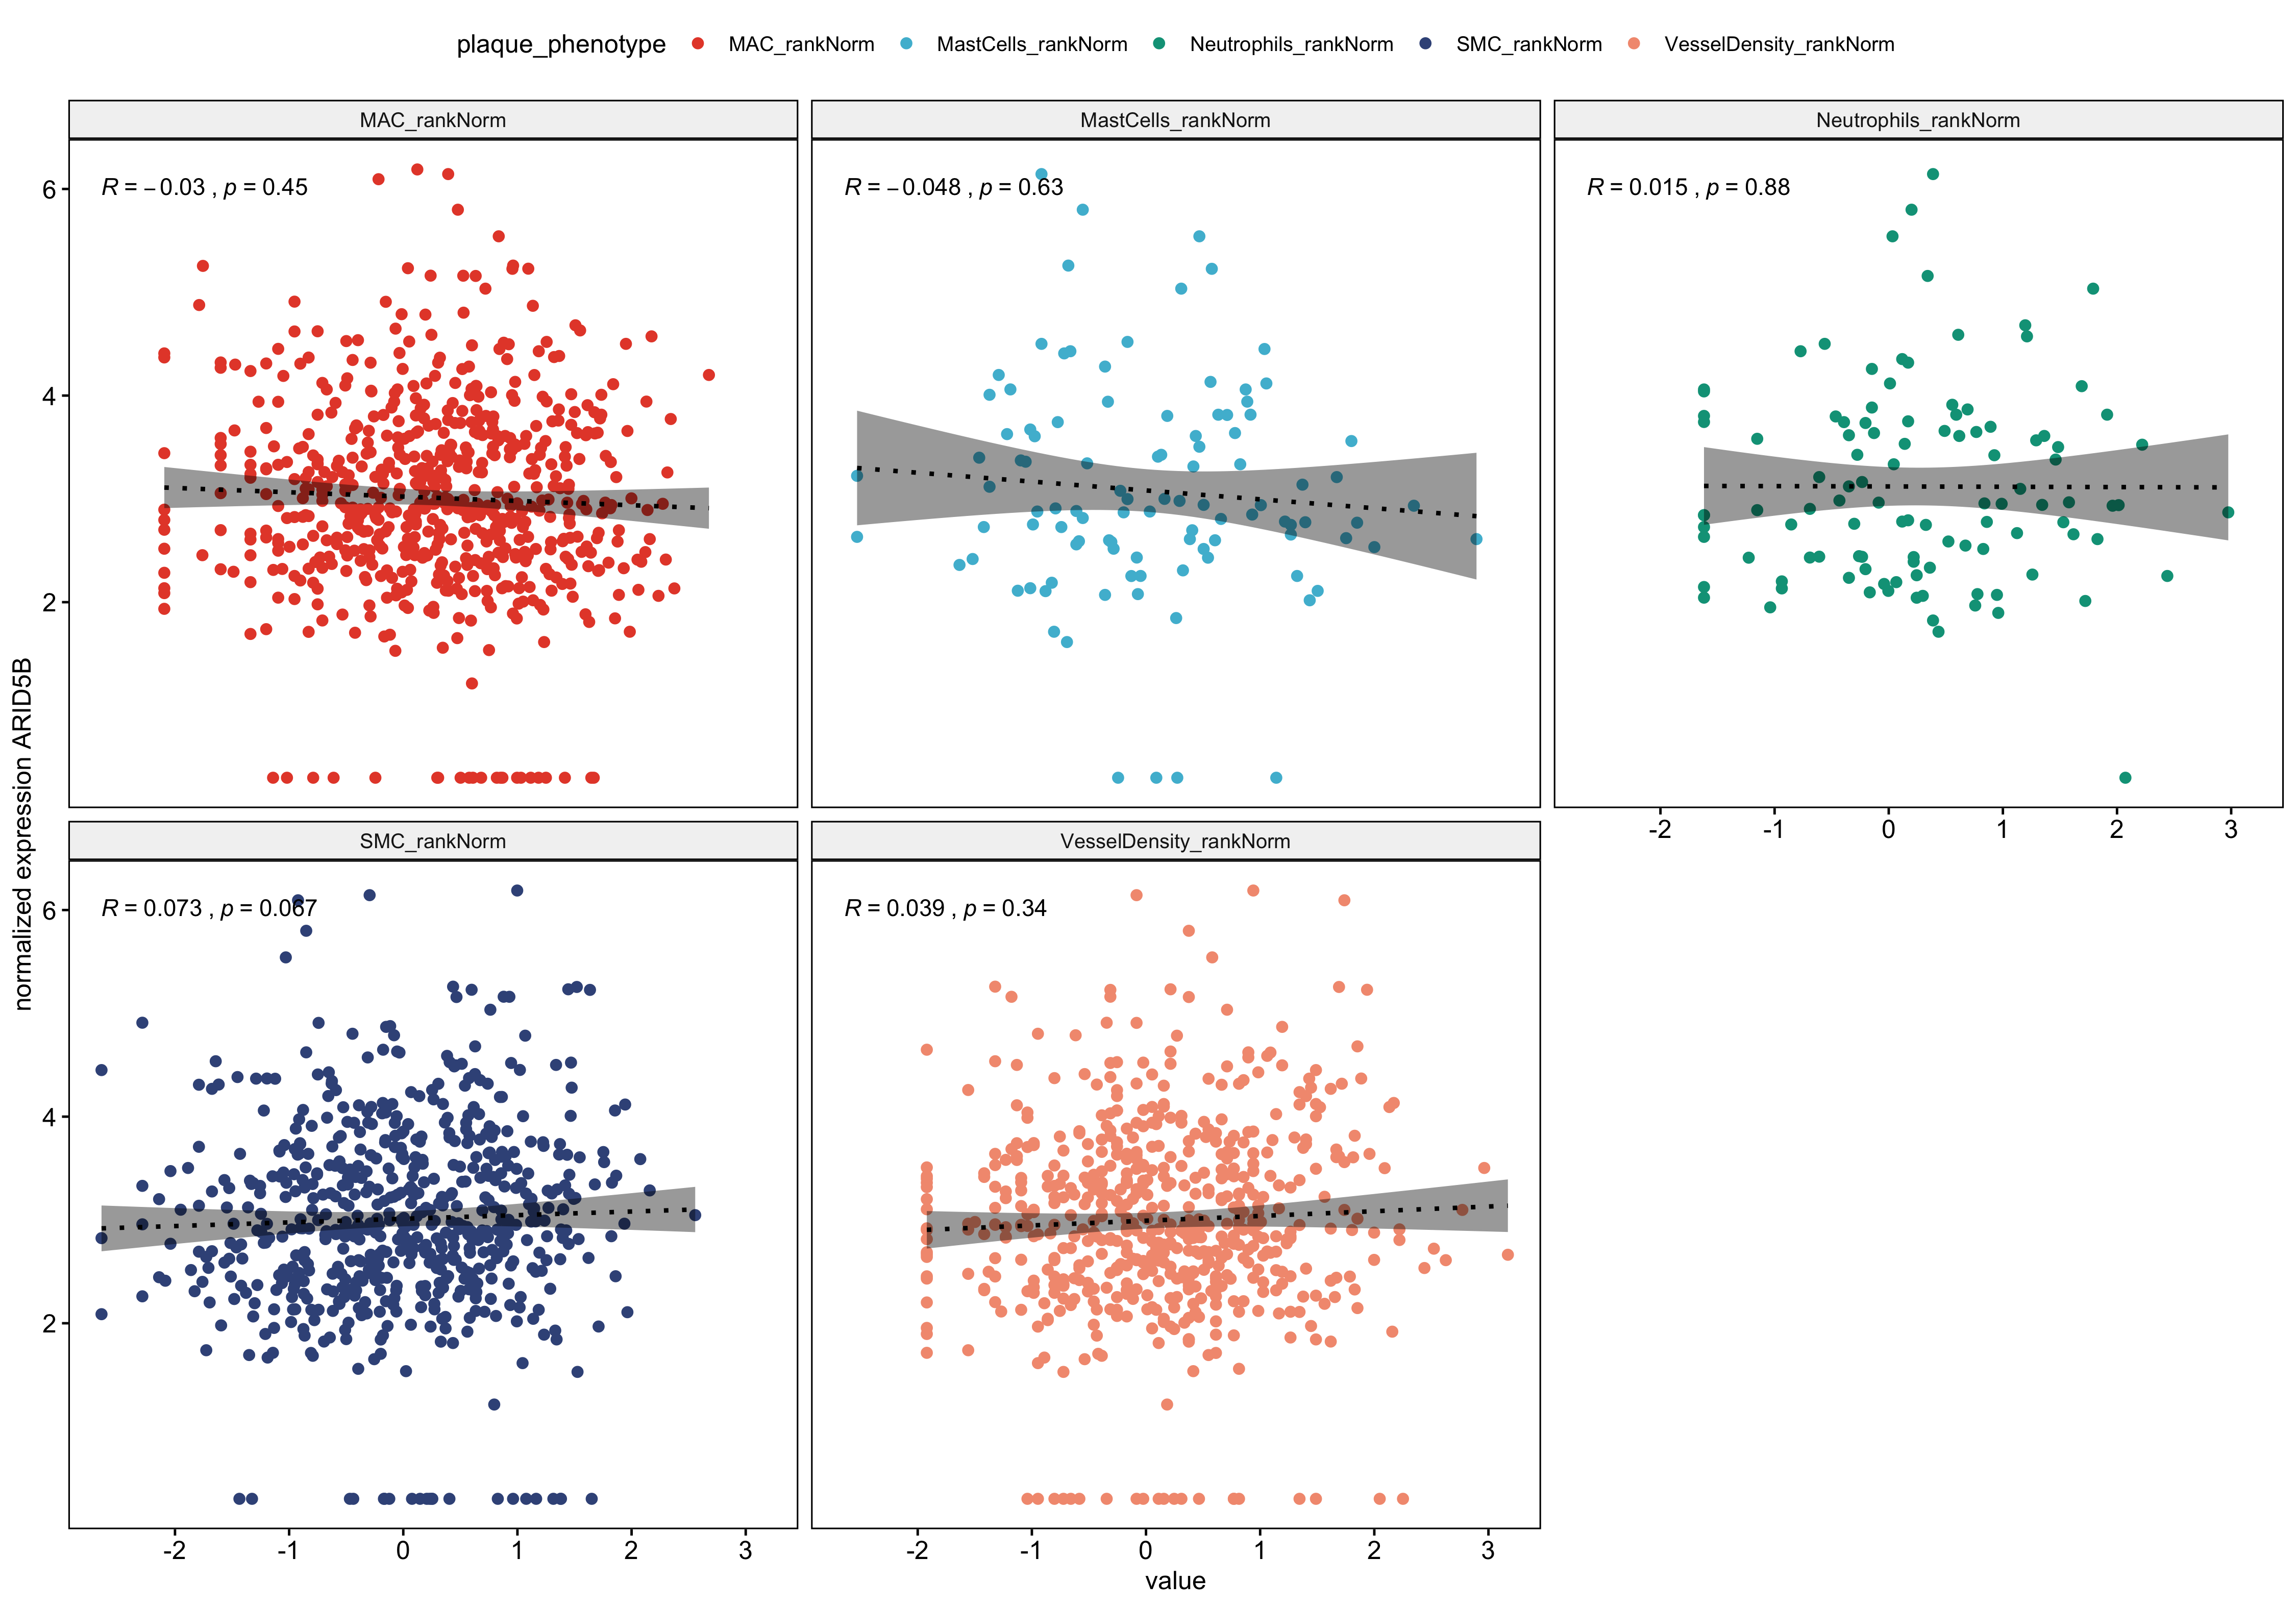 plaque_phenotype MAC_rankNorm MastCells_rankNorm Neutrophils_rankNorm SMC_rankNorm VesselDensity_rankNorm
MAC_rankNorm MastCells_rankNorm Neutrophils_rankNorm
R = −0.03 , p = 0.45 R = −0.048 , p = 0.63 R = 0.015 , p = 0.88
6
4
2
-2 -1 0 1 2 3
normalized expression ARID5B
SMC_rankNorm VesselDensity_rankNorm
R = 0.073 , p = 0.067 R = 0.039 , p = 0.34
6
4
2
-2 -1 0 1 2 3 -2 -1 0 1 2 3
value